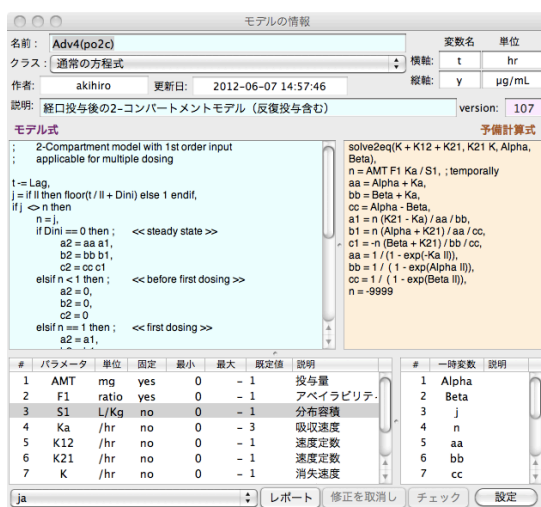 モデルの情報
名前： Adv4(po2c)
変数名 単位
クラス： 通常の方程式
横軸: t hr
作者: akihiro 更新日: 2012-06-07 14:57:46
縦軸: y µg/mL
説明: 経口投与後の2-コンパートメントモデル（反復投与含む）
version: 107
モデル式
; 2-Compartment model with 1st order input
; applicable for multiple dosing
t -= Lag,
j = if II then floor(t / II + Dini) else 1 endif,
if j <> n then
n = j,
if Dini == 0 then ; << steady state >>
a2 = aa a1,
b2 = bb b1,
c2 = cc c1
elsif n < 1 then ; << before first dosing >>
a2 = 0,
b2 = 0,
c2 = 0
elsif n == 1 then ; << first dosing >>
a2 = a1,
予備計算式
solve2eq(K + K12 + K21, K21 K, Alpha,
Beta),
n = AMT F1 Ka / S1, ; temporally
aa = Alpha + Ka,
bb = Beta + Ka,
cc = Alpha - Beta,
a1 = n (K21 - Ka) / aa / bb,
b1 = n (Alpha + K21) / aa / cc,
c1 = -n (Beta + K21) / bb / cc,
aa = 1 / (1 - exp(-Ka II)),
bb = 1 / ( 1 - exp(Alpha II)),
cc = 1 / ( 1 - exp(Beta II)),
n = -9999
# パラメータ 単位 固定 最小 最大 既定値 説明
1 AMT mg yes 0 - 1 投与量
2 F1 ratio yes 0 - 1 アベイラビリティ.
3 S1 L/Kg no 0 - 1 分布容積
4 Ka /hr no 0 - 3 吸収速度
5 K12 /hr no 0 - 1 速度定数
6 K21 /hr no 0 - 1 速度定数
7 K /hr no 0 - 1 消失速度
# 一時変数 説明
1 Alpha
2 Beta
3 j
4 n
5 aa
6 bb
7 cc
ja レポート 修正を取消し チェック 設定